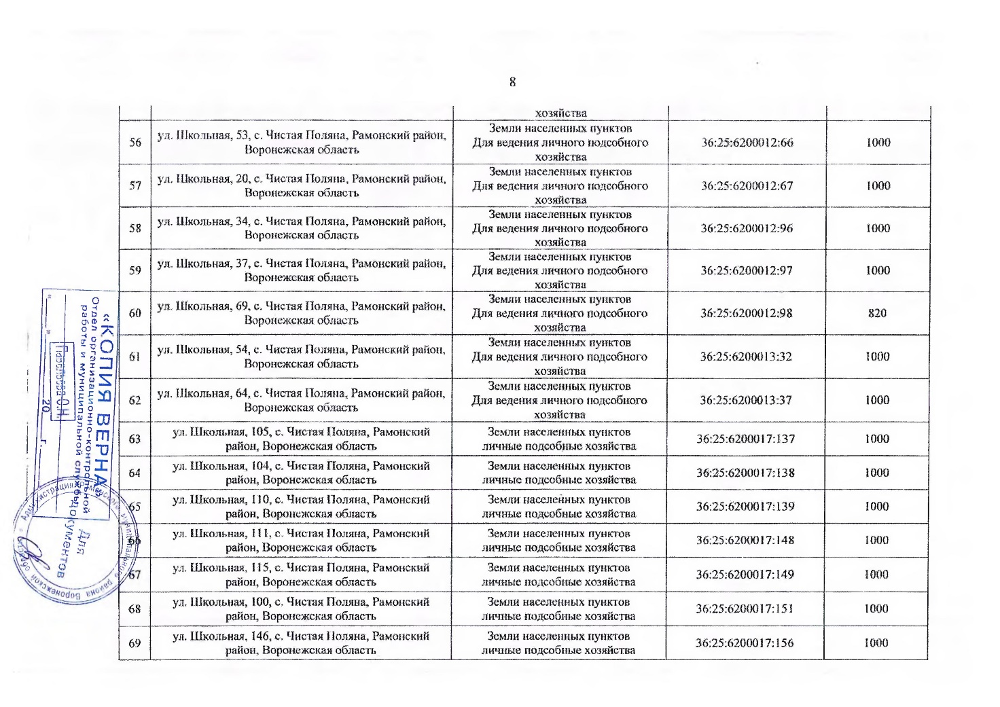 8
хозяйства
56
ул. Школьная, 53, с. Чистая Поляна, Рамонский район,
Воронежская область
Земли населенных пунктов
Для ведения личного подсобного
хозяйства
36:25:6200012:66
1000
57
ул. Школьная, 20, с. Чистая Поляна, Рамонский район,
Воронежская область
Земли населенных пунктов
Для ведения личного подсобного
хозяйства
36:25:6200012:67
1000
58
ул. Школьная, 34, с. Чистая Поляна, Рамонский район,
Воронежская область
Земли населенных пунктов
Для ведения личного подсобного
хозяйства
36:25:6200012:96
1000
59
ул. Школьная, 37, с. Чистая Поляна, Рамонский район,
Воронежская область
Земли населенных пунктов
Для ведения личного подсобного
хозяйства
36:25:6200012:97
1000
60
ул. Школьная, 69, с. Чистая Поляна, Рамонский район,
Воронежская область
Земли населенных пунктов
Для ведения личного подсобного
хозяйства
36:25:6200012:98
820
61
ул. Школьная, 54, с. Чистая Поляна, Рамонский район,
Воронежская область
Земли населенных пунктов
Для ведения личного подсобного
хозяйства
36:25:6200013:32
1000
62
ул. Школьная, 64, с. Чистая Поляна, Рамонский район,
Воронежская область
Земли населенных пунктов
Для ведения личного подсобного
хозяйства
36:25:6200013:37
1000
63
ул. Школьная, 105, с. Чистая Поляна, Рамонский
район, Воронежская область
Земли населенных пунктов
личные подсобные хозяйства
36:25:6200017:137
1000
64
ул. Школьная, 104, с. Чистая Поляна, Рамонский
район, Воронежская область
Земли населенных пунктов
личные подсобные хозяйства
36:25:6200017:138
1000
65
ул. Школьная, 110, с. Чистая Поляна, Рамонский
район, Воронежская область
Земли населенных пунктов
личные подсобные хозяйства
36:25:6200017:139
1000
66
ул. Школьная, 111, с. Чистая Поляна, Рамонский
район, Воронежская область
Земли населенных пунктов
личные подсобные хозяйства
36:25:6200017:148
1000
67
ул. Школьная, 115, с. Чистая Поляна, Рамонский
район, Воронежская область
Земли населенных пунктов
личные подсобные хозяйства
36:25:6200017:149
1000
68
ул. Школьная, 100, с. Чистая Поляна, Рамонский
район, Воронежская область
Земли населенных пунктов
личные подсобные хозяйства
36:25:6200017:151
1000
69
ул. Школьная, 146, с. Чистая Поляна, Рамонский
район, Воронежская область
Земли населенных пунктов
личные подсобные хозяйства
36:25:6200017:156
1000
«КОПИЯ ВЕРНА»
Отдел организационно-контрольной
работы и муниципальной службы
" " 20 г.
Администрация Рамонского муниципального района Воронежской области
Для
документов